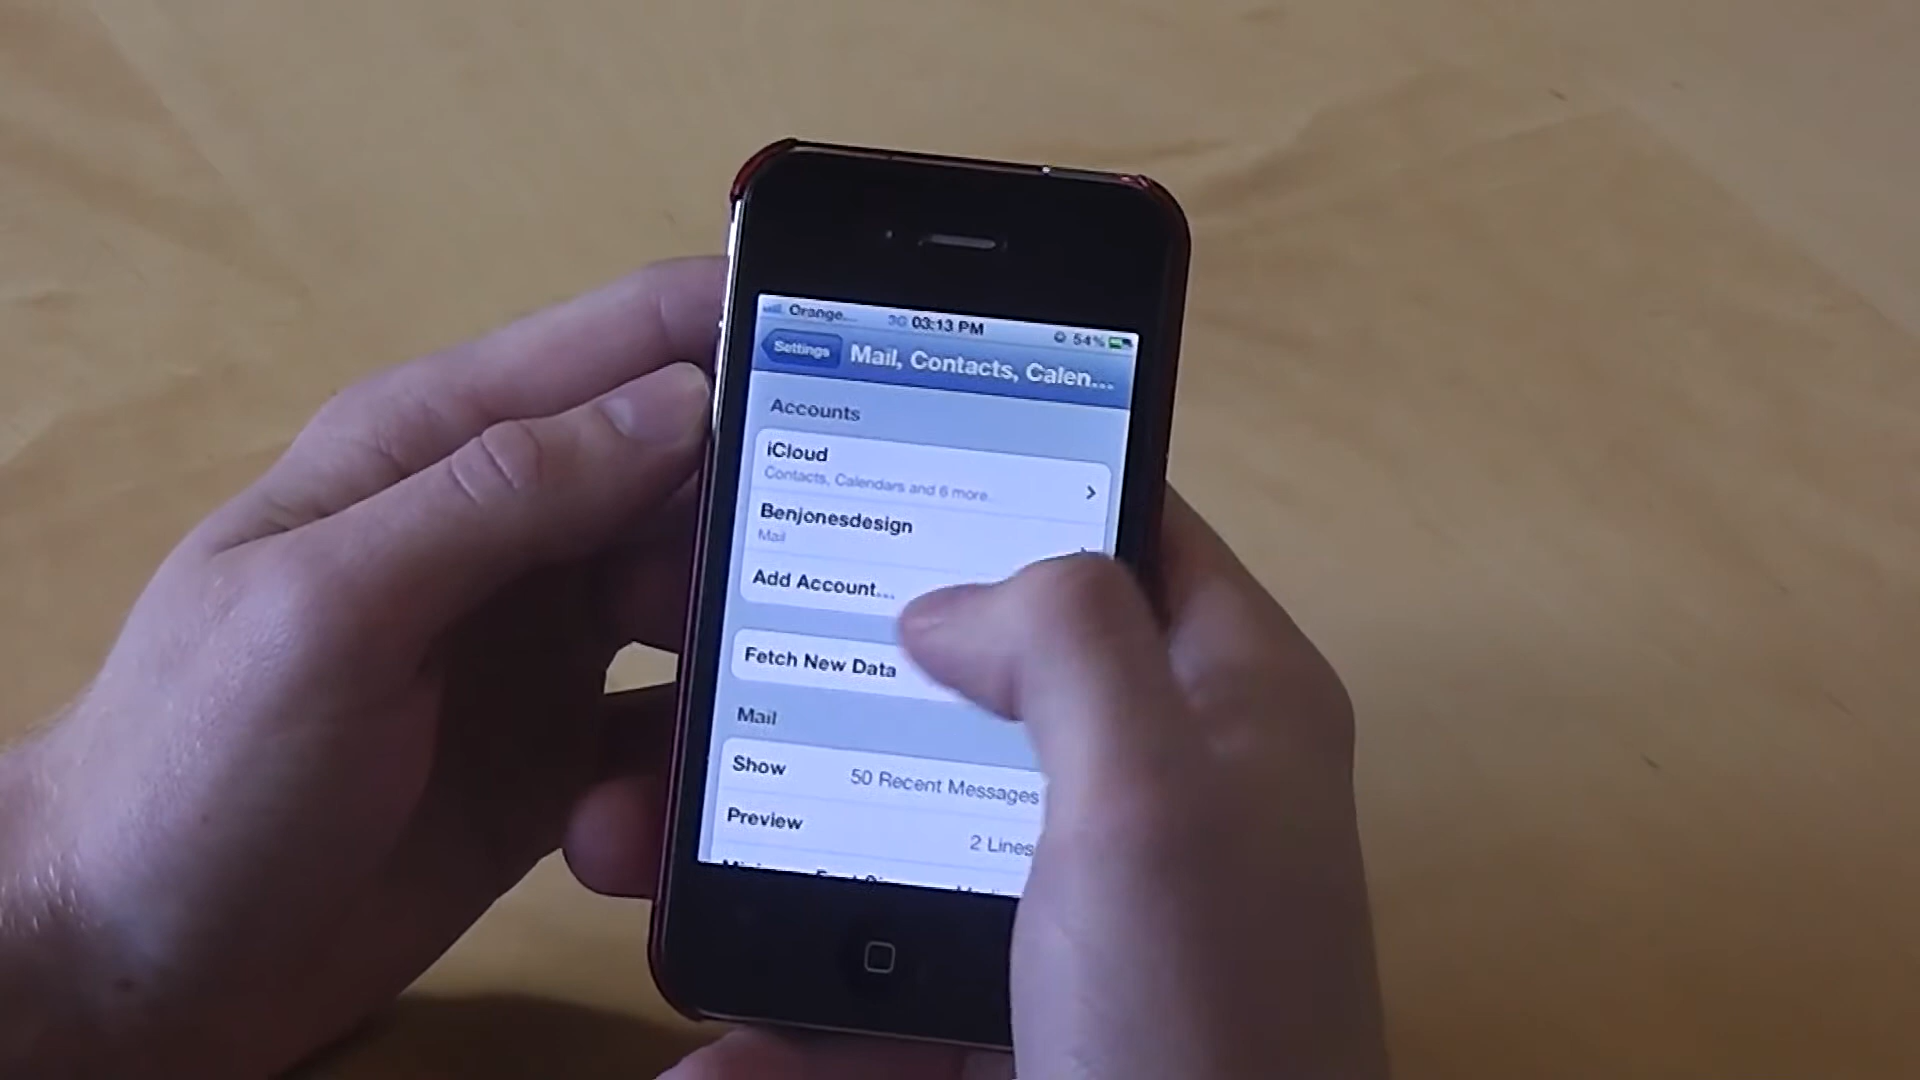 Orange... 3G 03:13 PM 54%
Settings Mail, Contacts, Calen...
Accounts
iCloud
Contacts, Calendars and 6 more...
Benjonesdesign
Mail
Add Account...
Fetch New Data
Mail
Show 50 Recent Messages
Preview 2 Lines